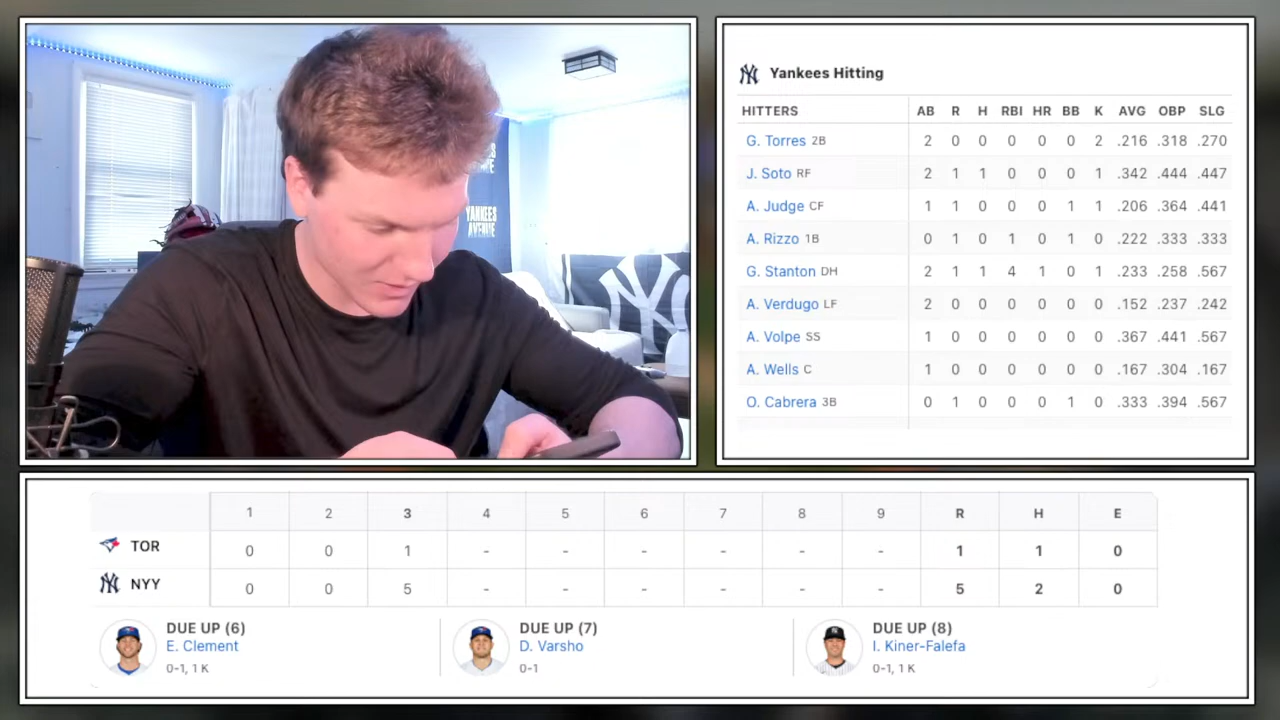 YANKEES
AVENUE
Yankees Hitting
HITTERS AB R H RBI HR BB K AVG OBP SLG
G. Torres 2B 2 0 0 0 0 0 2 .216 .318 .270
J. Soto RF 2 1 1 0 0 0 1 .342 .444 .447
A. Judge CF 1 1 0 0 0 1 1 .206 .364 .441
A. Rizzo 1B 0 1 0 1 0 1 0 .222 .333 .333
G. Stanton DH 2 1 1 4 1 0 1 .233 .258 .567
A. Verdugo LF 2 0 0 0 0 0 0 .152 .237 .242
A. Volpe SS 1 0 0 0 0 0 0 .367 .441 .567
A. Wells C 1 0 0 0 0 0 0 .167 .304 .167
O. Cabrera 3B 0 1 0 0 0 1 0 .333 .394 .567
1 2 3 4 5 6 7 8 9 R H E
TOR 0 0 1 - - - - - - 1 1 0
NYY 0 0 5 - - - - - - 5 2 0
DUE UP (6)
E. Clement
0-1, 1 K
DUE UP (7)
D. Varsho
0-1
DUE UP (8)
I. Kiner-Falefa
0-1, 1 K